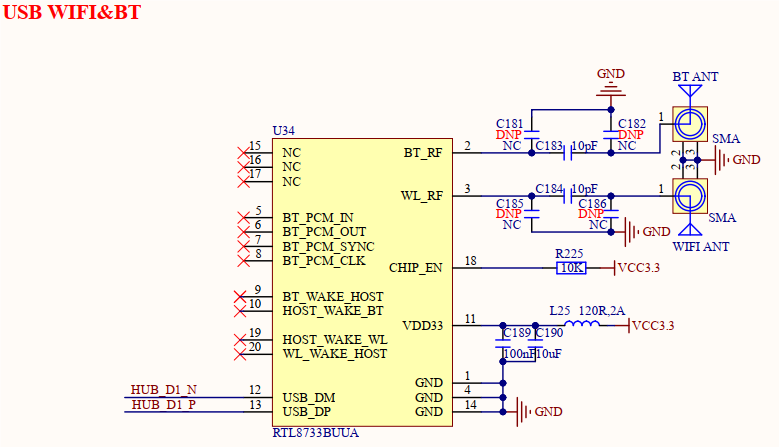 USB WIFI&BT
GND
BT ANT
C181
DNP
NC
C182
DNP
NC
C183 10pF
1
SMA
2 3
GND
2 3
U34
15 NC
16 NC
17 NC
BT_RF 2
WL_RF 3
C184 10pF
1
C185
DNP
NC
C186
DNP
NC
GND
SMA
WIFI ANT
5 BT_PCM_IN
6 BT_PCM_OUT
7 BT_PCM_SYNC
8 BT_PCM_CLK
CHIP_EN 18
R225
10K
VCC3.3
9 BT_WAKE_HOST
10 HOST_WAKE_BT
VDD33 11
L25 120R,2A
VCC3.3
19 HOST_WAKE_WL
20 WL_WAKE_HOST
C189 C190
100nF 10uF
GND 1
HUB_D1_N 12 USB_DM
GND 4
HUB_D1_P 13 USB_DP
GND 14
GND
RTL8733BUUA